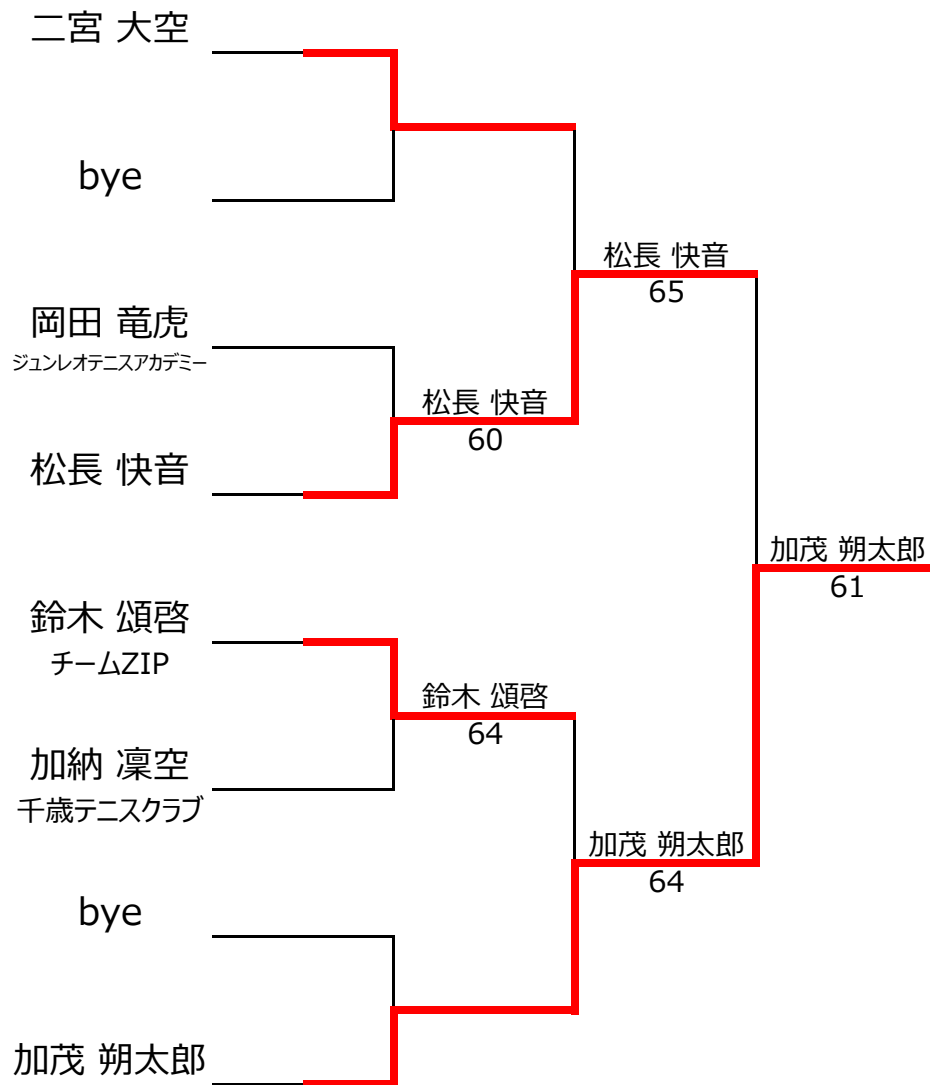 二宮 大空
bye
岡田 竜虎
ジュンレオテニスアカデミー
松長 快音
鈴木 頌啓
チームZIP
加納 凜空
千歳テニスクラブ
bye
加茂 朔太郎
松長 快音
60
鈴木 頌啓
64
松長 快音
65
加茂 朔太郎
64
加茂 朔太郎
61